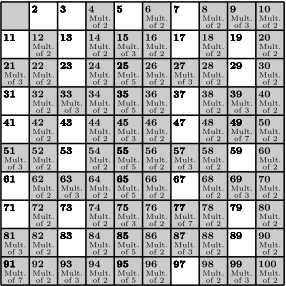 2 3 4 5 6 7 8 9 10
Mult. Mult. Mult. Mult. Mult.
of 2 of 2 of 2 of 3 of 2
11 12 13 14 15 16 17 18 19 20
Mult. Mult. Mult. Mult. Mult. Mult.
of 2 of 2 of 3 of 2 of 2 of 2
21 22 23 24 25 26 27 28 29 30
Mult. Mult. Mult. Mult. Mult. Mult. Mult. Mult.
of 3 of 2 of 2 of 5 of 2 of 3 of 2 of 2
31 32 33 34 35 36 37 38 39 40
Mult. Mult. Mult. Mult. Mult. Mult. Mult. Mult.
of 2 of 3 of 2 of 5 of 2 of 2 of 3 of 2
41 42 43 44 45 46 47 48 49 50
Mult. Mult. Mult. Mult. Mult. Mult. Mult.
of 2 of 2 of 3 of 2 of 2 of 7 of 2
51 52 53 54 55 56 57 58 59 60
Mult. Mult. Mult. Mult. Mult. Mult. Mult. Mult.
of 3 of 2 of 2 of 5 of 2 of 3 of 2 of 2
61 62 63 64 65 66 67 68 69 70
Mult. Mult. Mult. Mult. Mult. Mult. Mult. Mult.
of 2 of 3 of 2 of 5 of 2 of 2 of 3 of 2
71 72 73 74 75 76 77 78 79 80
Mult. Mult. Mult. Mult. Mult. Mult. Mult.
of 2 of 2 of 3 of 2 of 7 of 2 of 2
81 82 83 84 85 86 87 88 89 90
Mult. Mult. Mult. Mult. Mult. Mult. Mult. Mult.
of 3 of 2 of 2 of 5 of 2 of 3 of 2 of 2
91 92 93 94 95 96 97 98 99 100
Mult. Mult. Mult. Mult. Mult. Mult. Mult. Mult. Mult.
of 7 of 2 of 3 of 2 of 5 of 2 of 2 of 3 of 2